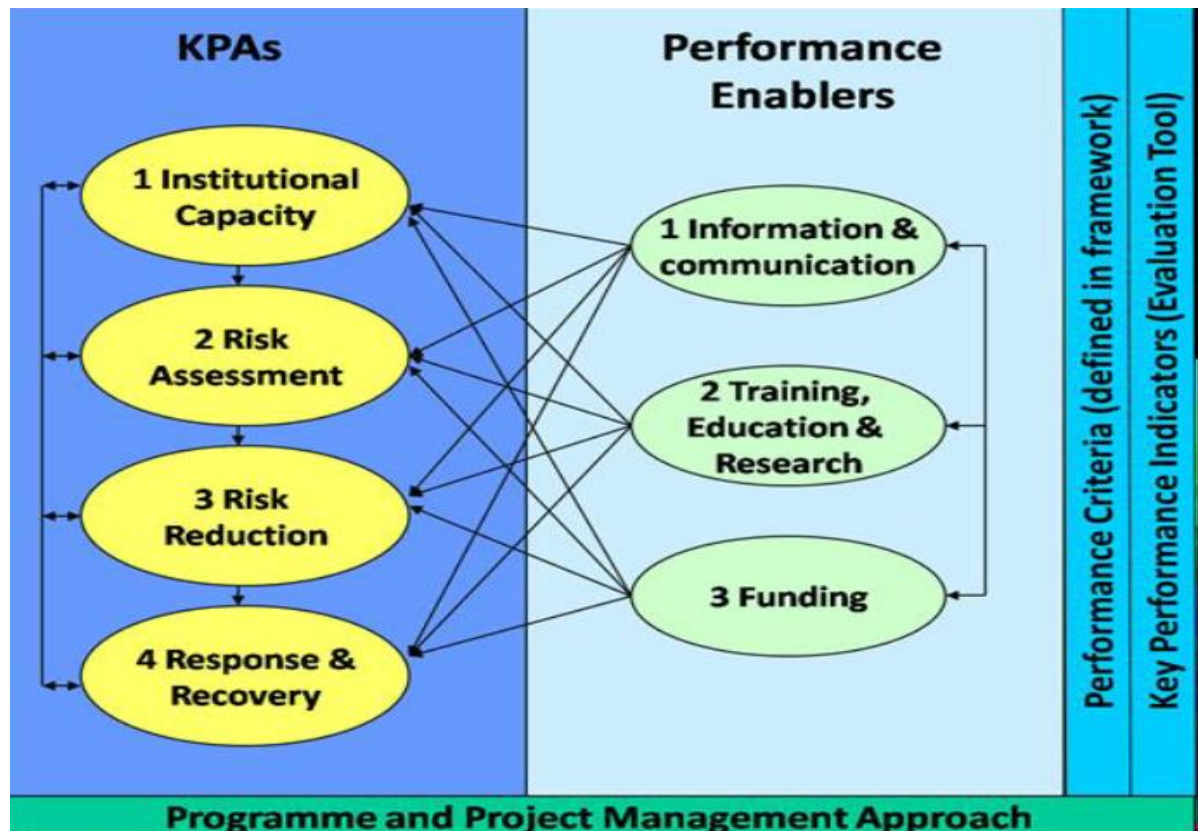 KPAs
Performance
Enablers
1 Institutional
Capacity
2 Risk
Assessment
3 Risk
Reduction
4 Response &
Recovery
1 Information &
communication
2 Training,
Education &
Research
3 Funding
Performance Criteria (defined in framework)
Key Performance Indicators (Evaluation Tool)
Programme and Project Management Approach